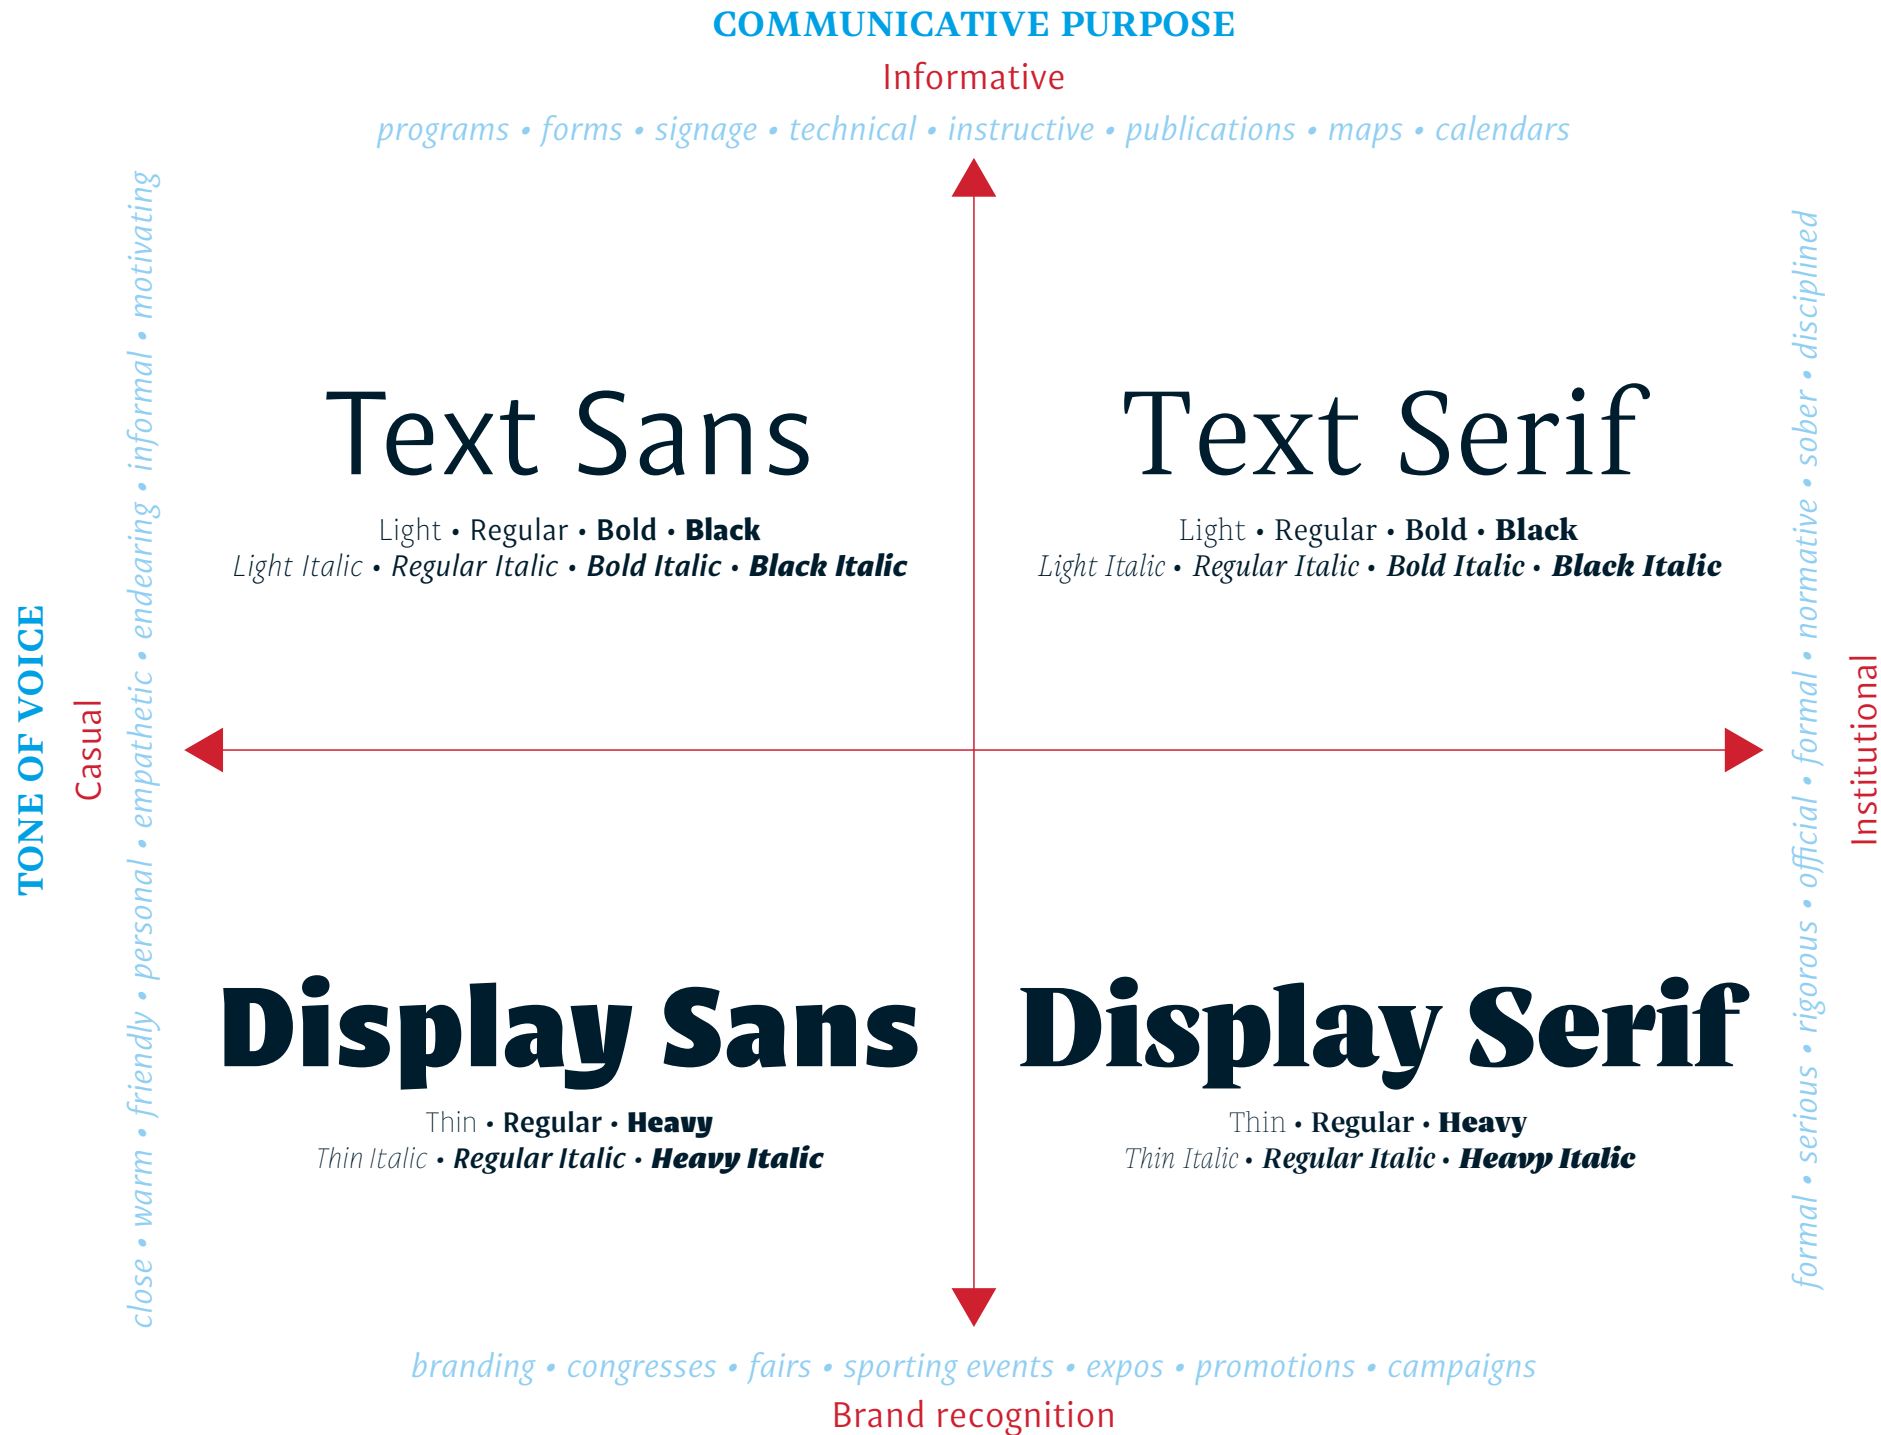 COMMUNICATIVE PURPOSE
Informative
programs • forms • signage • technical • instructive • publications • maps • calendars
TONE OF VOICE
Casual
close • warm • friendly • personal • empathetic • endearing • informal • motivating
Text Sans
Light • Regular • Bold • Black
Light Italic • Regular Italic • Bold Italic • Black Italic
Text Serif
Light • Regular • Bold • Black
Light Italic • Regular Italic • Bold Italic • Black Italic
Display Sans
Thin • Regular • Heavy
Thin Italic • Regular Italic • Heavy Italic
Display Serif
Thin • Regular • Heavy
Thin Italic • Regular Italic • Heavy Italic
formal • serious • rigorous • official • formal • normative • sober • disciplined
Institutional
branding • congresses • fairs • sporting events • expos • promotions • campaigns
Brand recognition